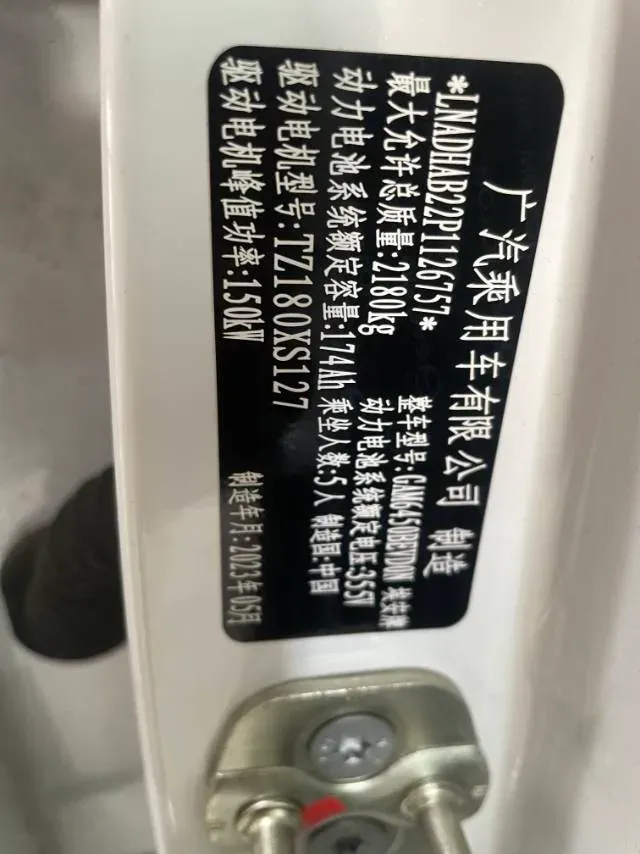 广汽乘用车有限公司 制造
*LNADHAB22P1126757* 整车型号:GAM6450BEVD0N 埃安牌
最大允许总质量:2180kg 动力电池系统额定电压:355V
动力电池系统额定容量:174Ah 乘坐人数:5人 制造国:中国
驱动电机型号:TZ180XS127
驱动电机峰值功率:150kW 制造年月:2023年05月